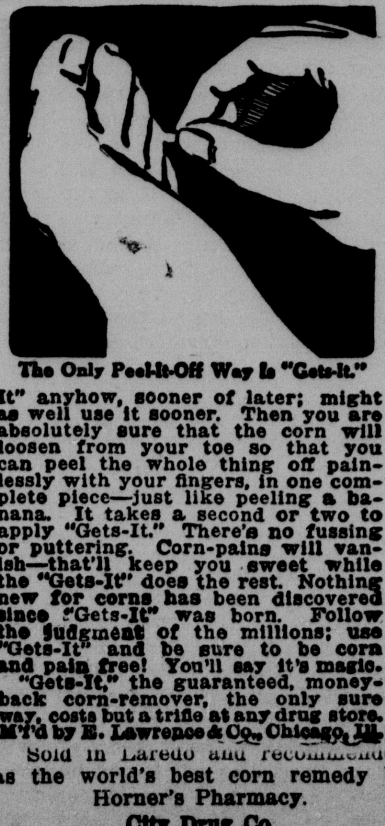 The Only Peel-It-Off Way Is "Gets-It."
It" anyhow, sooner of later; might
as well use it sooner. Then you are
absolutely sure that the corn will
loosen from your toe so that you
can peel the whole thing off pain-
lessly with your fingers, in one com-
plete piece—just like peeling a ba-
nana. It takes a second or two to
apply "Gets-It." There's no fussing
or puttering. Corn-pains will van-
ish—that'll keep you sweet while
the "Gets-It" does the rest. Nothing
new for corns has been discovered
since "Gets-It" was born. Follow
the judgment of the millions; use
"Gets-It" and be sure to be corn
and pain free! You'll say it's magic.
"Gets-It," the guaranteed, money-
back corn-remover, the only sure
way, costs but a trifle at any drug store.
M'f'd by E. Lawrence & Co., Chicago, Ill.
Sold in Laredo and recommend
as the world's best corn remedy
Horner's Pharmacy.
City Drug Co.